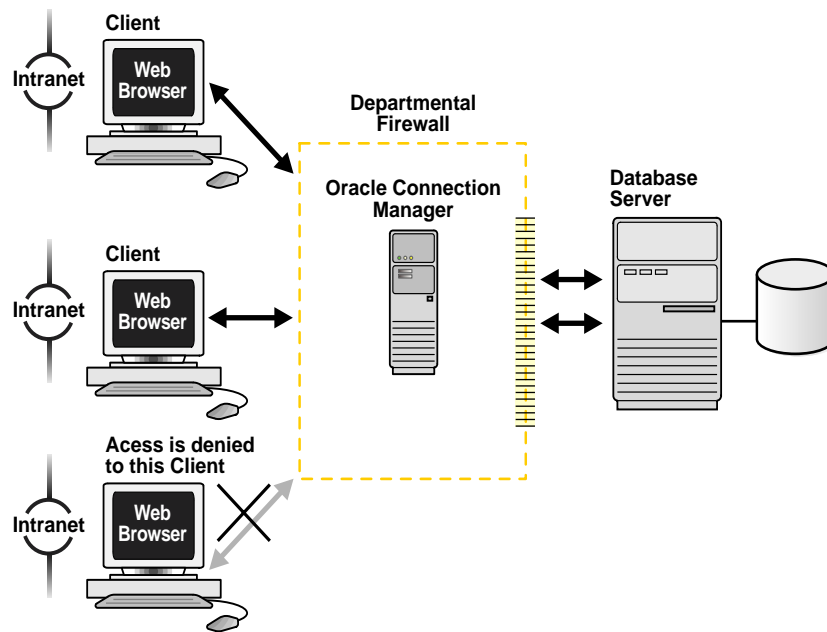 Client
Intranet
Web
Browser
Departmental
Firewall
Oracle Connection
Manager
Database
Server
Client
Intranet
Web
Browser
Acess is denied
to this Client
Intranet
Web
Browser